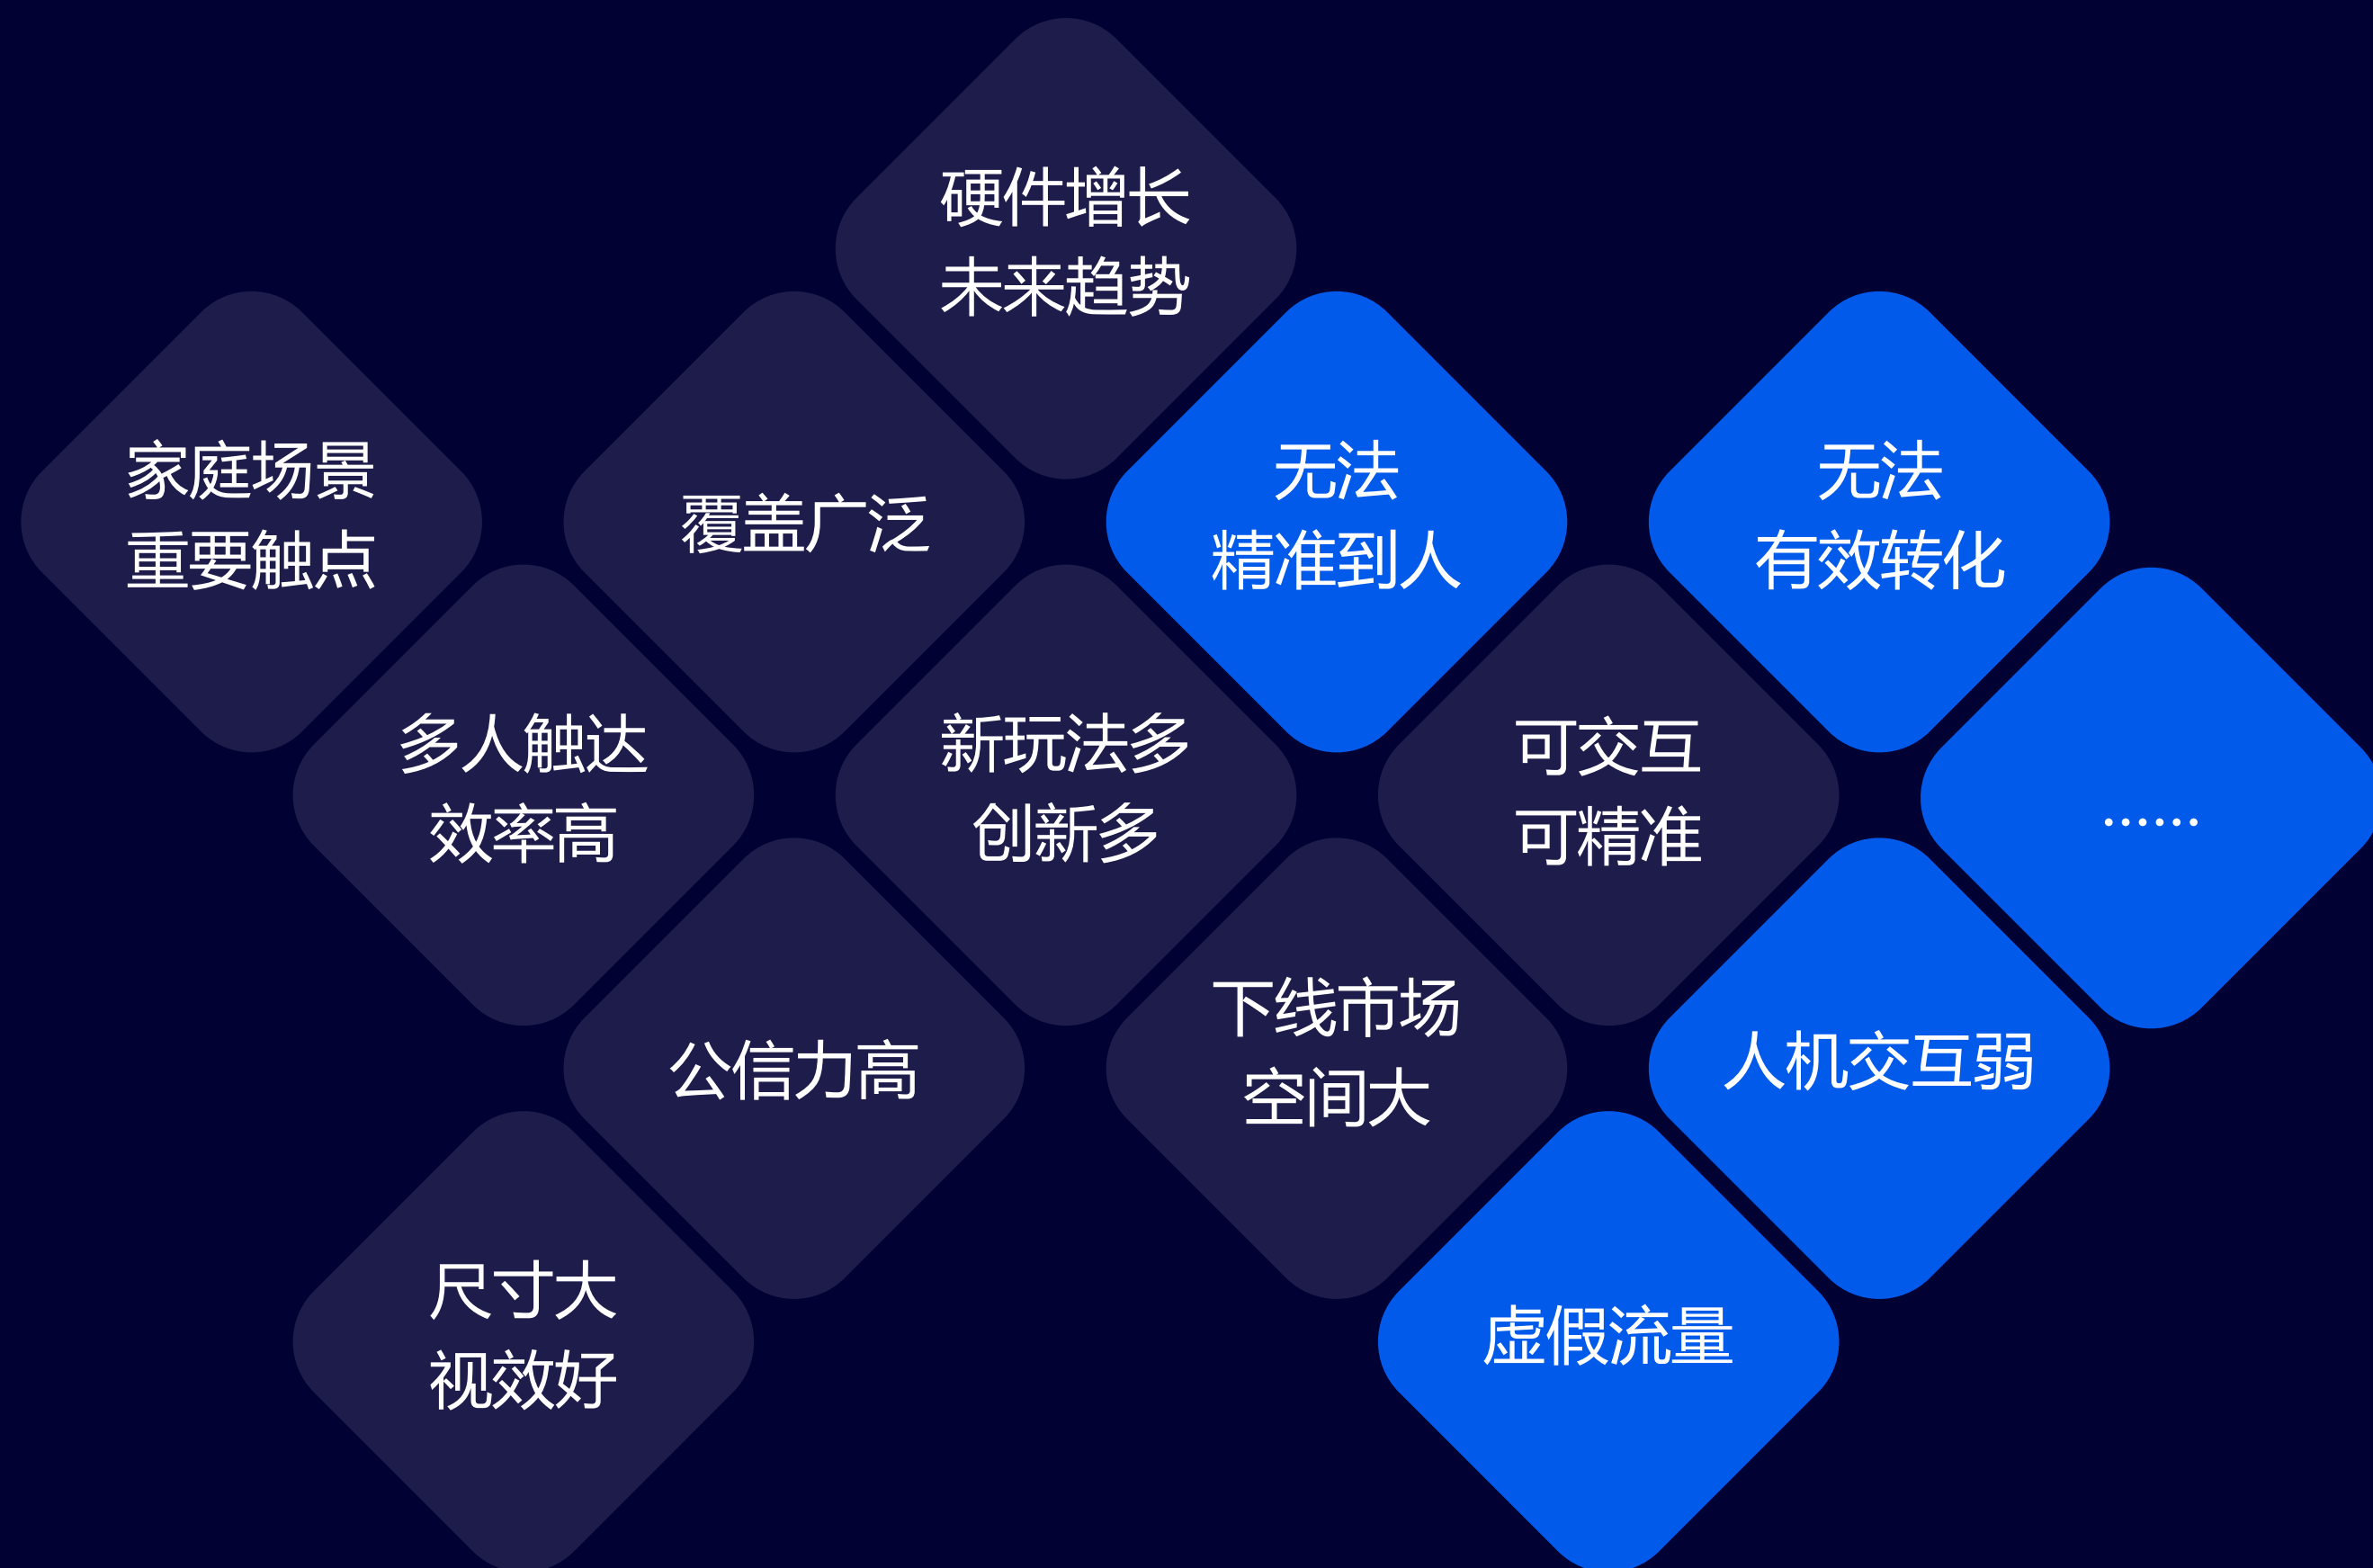 硬件增长
未来趋势
家庭场景
重要触点
覆盖广泛
无法
精准到人
无法
有效转化
多人触达
效率高
新玩法多
创新多
可交互
可精准
······
公信力高
下线市场
空间大
人机交互弱
尺寸大
视效好
虚假流量